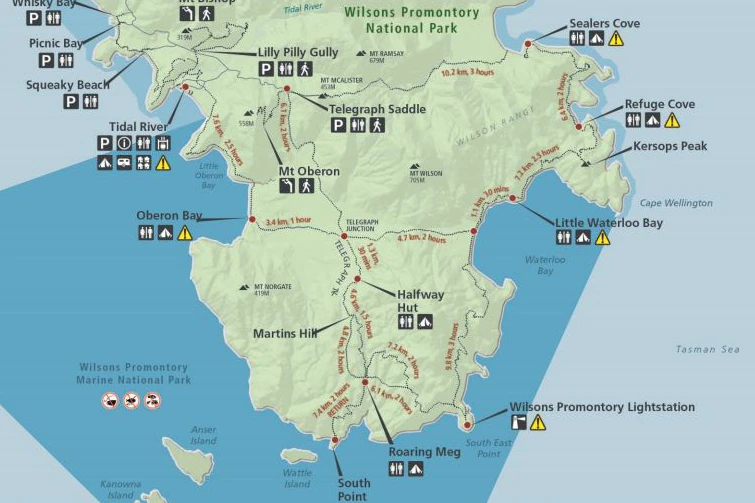 Whisky Bay
P
Mt Bishop
319M
Tidal River
Wilsons Promontory
National Park
Sealers Cove
Picnic Bay
P
Lilly Pilly Gully
P
MT RAMSAY
679M
10.2 km, 3 hours
Squeaky Beach
P
MT MCALISTER
453M
6.4 km, 2 hours
Telegraph Saddle
P
Refuge Cove
Tidal River
P
7.6 km, 2.5 hours
558M
6.1 km, 2 hours
WILSON RANGE
Kersops Peak
Little
Oberon
Bay
Mt Oberon
MT WILSON
705M
7.3 km, 2.5 hours
1.1 km, 30 mins
Cape Wellington
Oberon Bay
3.4 km, 1 hour
TELEGRAPH
JUNCTION
4.7 km, 2 hours
Little Waterloo Bay
Waterloo
Bay
TELEGRAPH TK
1.3 km,
30 mins
MT NORGATE
419M
4.6 km, 1.5 hours
Halfway
Hut
Martins Hill
4.8 km, 2 hours
7.2 km, 2 hours
9.8 km, 3 hours
Tasman Sea
Wilsons Promontory
Marine National Park
7.4 km, 2 hours
RETURN
6.1 km, 2 hours
Wilsons Promontory Lightstation
South East
Point
Anser
Island
Roaring Meg
Wattle
Island
South
Point
Kanowna
Island